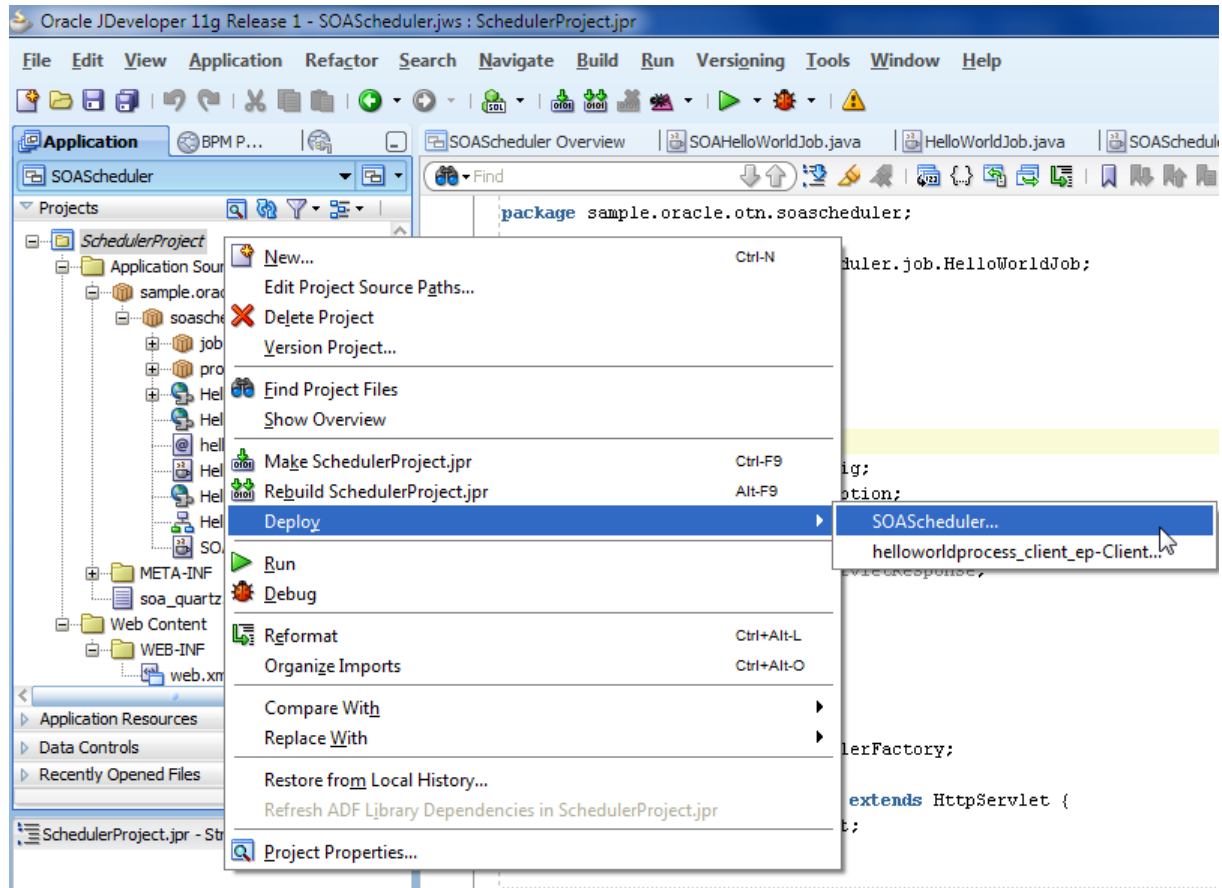 Oracle JDeveloper 11g Release 1 - SOAScheduler.jws : SchedulerProject.jpr
File Edit View Application Refactor Search Navigate Build Run Versioning Tools Window Help
Application BPM P... SOAScheduler Overview SOAHelloWorldJob.java HelloWorldJob.java SOASchedule
SOAScheduler Find
Projects
package sample.oracle.otn.soascheduler;
SchedulerProject
New... Ctrl-N
duler.job.HelloWorldJob;
Application Sour
Edit Project Source Paths...
sample.orac
Delete Project
soasche
Version Project...
job
pro
Find Project Files
Hel
Show Overview
Hel
hell
Make SchedulerProject.jpr Ctrl-F9
ig;
Hel
Rebuild SchedulerProject.jpr Alt-F9
ption;
Hel
Deploy
SOAScheduler...
Hel
SOA
helloworldprocess_client_ep-Client...
Run
rvletResponse;
META-INF
Debug
soa_quartz
Web Content
Reformat Ctrl+Alt-L
WEB-INF
Organize Imports Ctrl+Alt-O
web.xm
Compare With
Application Resources
Replace With
Data Controls
lerFactory;
Recently Opened Files
Restore from Local History...
extends HttpServlet {
Refresh ADF Library Dependencies in SchedulerProject.jpr
t;
SchedulerProject.jpr - Str
Project Properties...